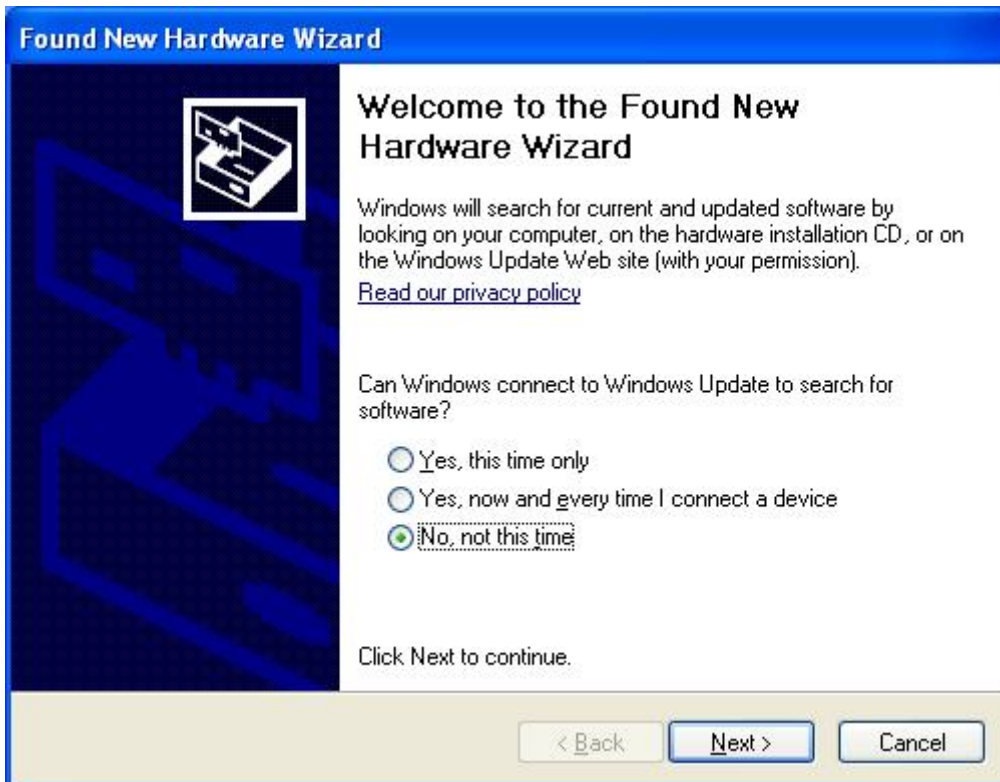 Found New Hardware Wizard
Welcome to the Found New
Hardware Wizard
Windows will search for current and updated software by
looking on your computer, on the hardware installation CD, or on
the Windows Update Web site (with your permission).
Read our privacy policy
Can Windows connect to Windows Update to search for
software?
Yes, this time only
Yes, now and every time I connect a device
No, not this time
Click Next to continue.
< Back Next > Cancel